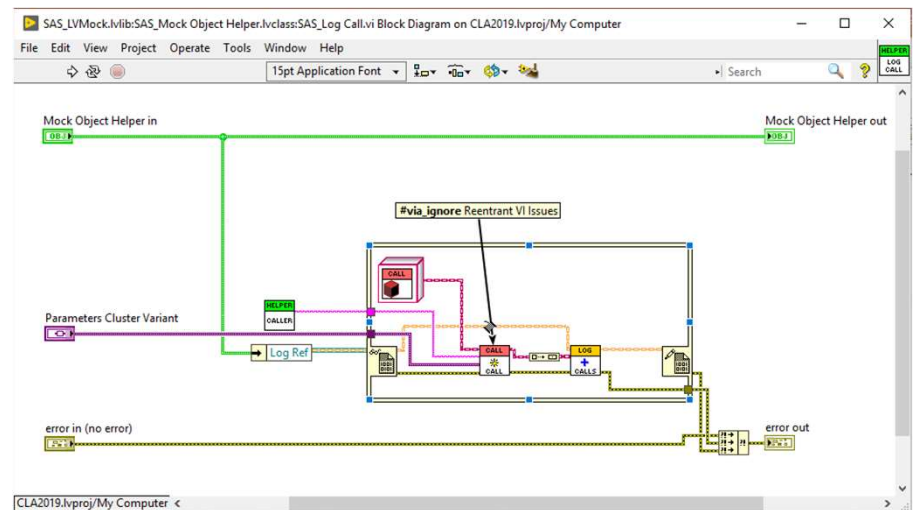 SAS_LVMock.lvlib:SAS_Mock Object Helper.lvclass:SAS_Log Call.vi Block Diagram on CLA2019.lvproj/My Computer
File Edit View Project Operate Tools Window Help
HELPER
LOG
CALL
15pt Application Font
Search
Mock Object Helper in
Mock Object Helper out
OBJ
OBJ
#via_ignore Reentrant VI Issues
CALL
HELPER
CALLER
Parameters Cluster Variant
Log Ref
CALL
CALL
LOG
CALLS
error in (no error)
error out
CLA2019.lvproj/My Computer